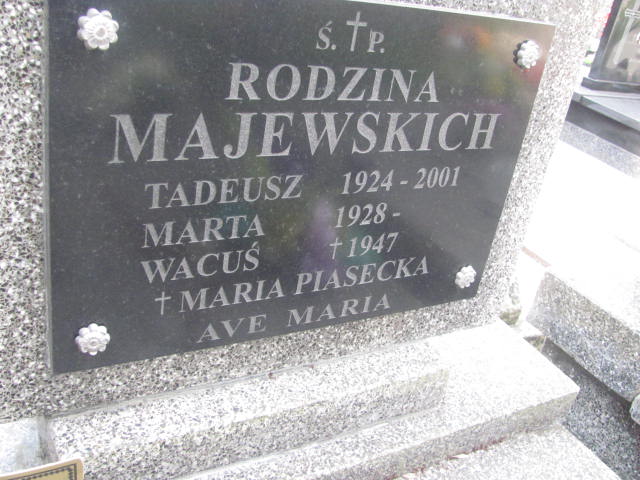 Ś. † P.
RODZINA
MAJEWSKICH
TADEUSZ 1924 - 2001
MARTA 1928 -
WACUŚ † 1947
† MARIA PIASECKA
AVE MARIA